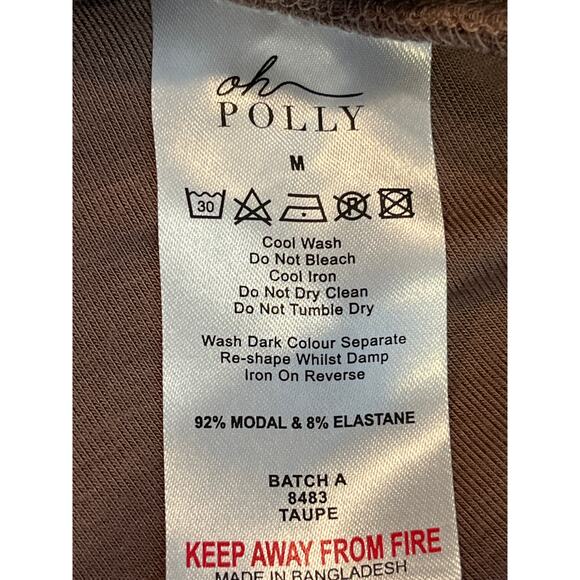 oh
POLLY
M
30
Cool Wash
Do Not Bleach
Cool Iron
Do Not Dry Clean
Do Not Tumble Dry
Wash Dark Colour Separate
Re-shape Whilst Damp
Iron On Reverse
92% MODAL & 8% ELASTANE
BATCH A
8483
TAUPE
KEEP AWAY FROM FIRE
MADE IN BANGLADESH